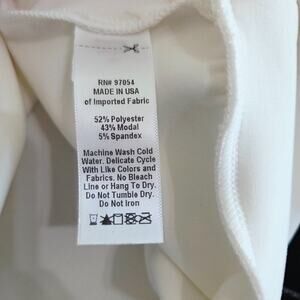 RN# 97054
MADE IN USA
of Imported Fabric
52% Polyester
43% Modal
5% Spandex
Machine Wash Cold
Water. Delicate Cycle
With Like Colors and
Fabrics. No Bleach
Line or Hang To Dry.
Do Not Tumble Dry.
Do Not Iron